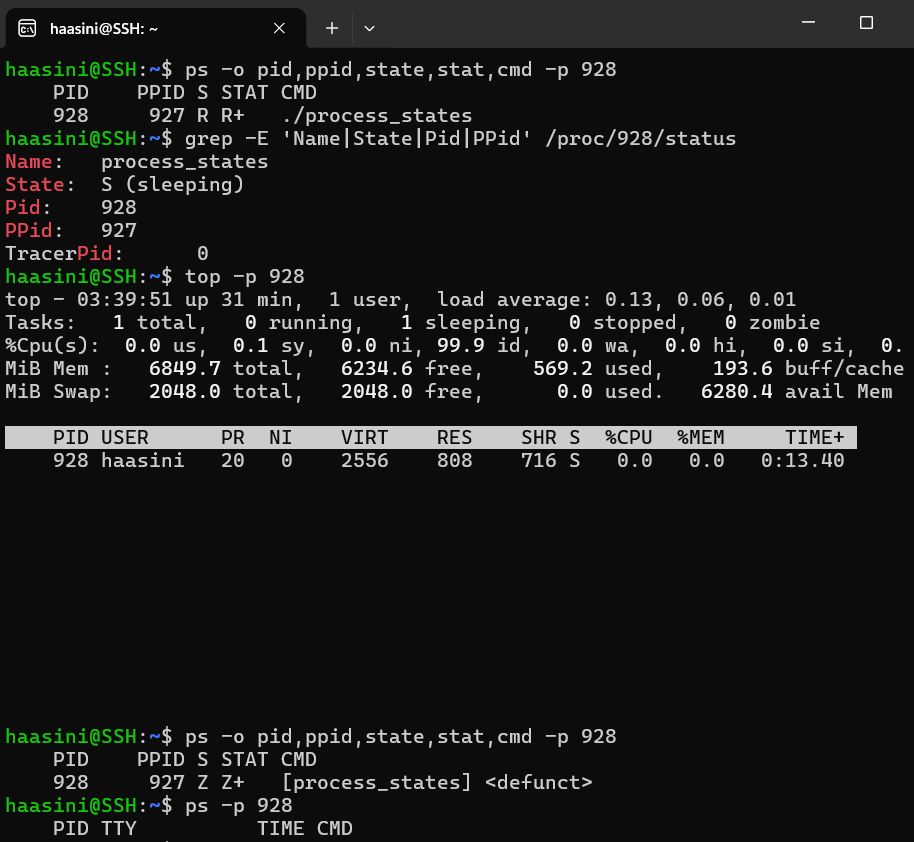 haasini@SSH: ~
haasini@SSH:~$ ps -o pid,ppid,state,stat,cmd -p 928
    PID    PPID S STAT CMD
    928     927 R R+   ./process_states
haasini@SSH:~$ grep -E 'Name|State|Pid|PPid' /proc/928/status
Name:   process_states
State:  S (sleeping)
Pid:    928
PPid:   927
TracerPid:      0
haasini@SSH:~$ top -p 928
top - 03:39:51 up 31 min,  1 user,  load average: 0.13, 0.06, 0.01
Tasks:   1 total,   0 running,   1 sleeping,   0 stopped,   0 zombie
%Cpu(s):  0.0 us,  0.1 sy,  0.0 ni, 99.9 id,  0.0 wa,  0.0 hi,  0.0 si,  0.
MiB Mem :   6849.7 total,   6234.6 free,    569.2 used,    193.6 buff/cache
MiB Swap:   2048.0 total,   2048.0 free,      0.0 used.   6280.4 avail Mem
    PID USER      PR  NI    VIRT    RES    SHR S  %CPU  %MEM     TIME+
    928 haasini   20   0    2556    808    716 S   0.0   0.0   0:13.40
haasini@SSH:~$ ps -o pid,ppid,state,stat,cmd -p 928
    PID    PPID S STAT CMD
    928     927 Z Z+   [process_states] <defunct>
haasini@SSH:~$ ps -p 928
    PID TTY          TIME CMD